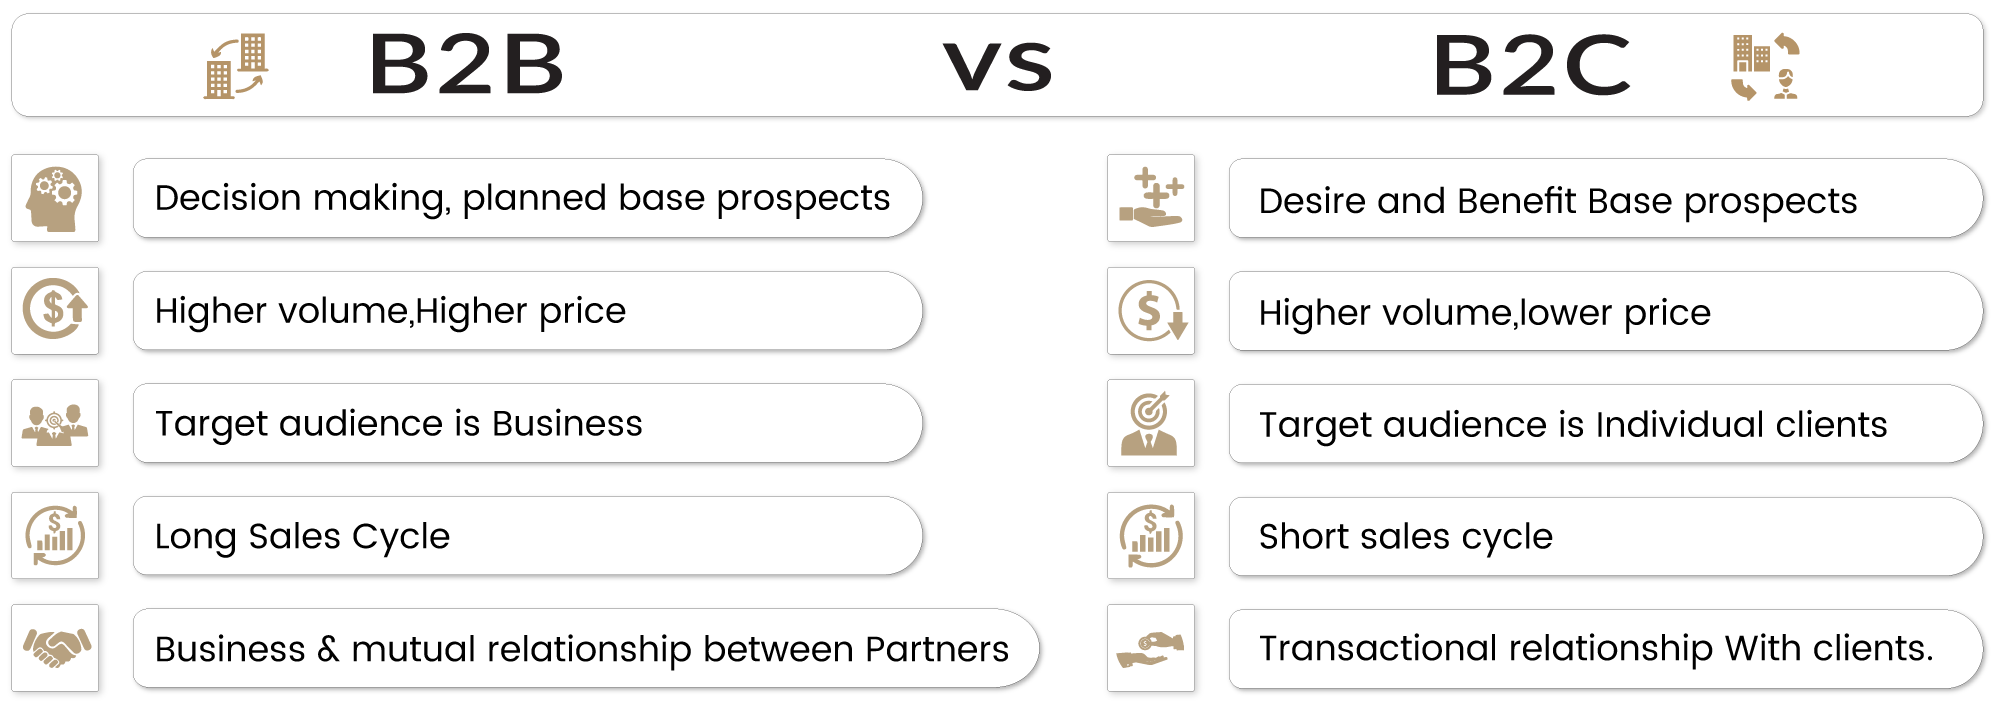 B2B vs B2C
Decision making, planned base prospects
Desire and Benefit Base prospects
Higher volume,Higher price
Higher volume,lower price
Target audience is Business
Target audience is Individual clients
Long Sales Cycle
Short sales cycle
Business & mutual relationship between Partners
Transactional relationship With clients.